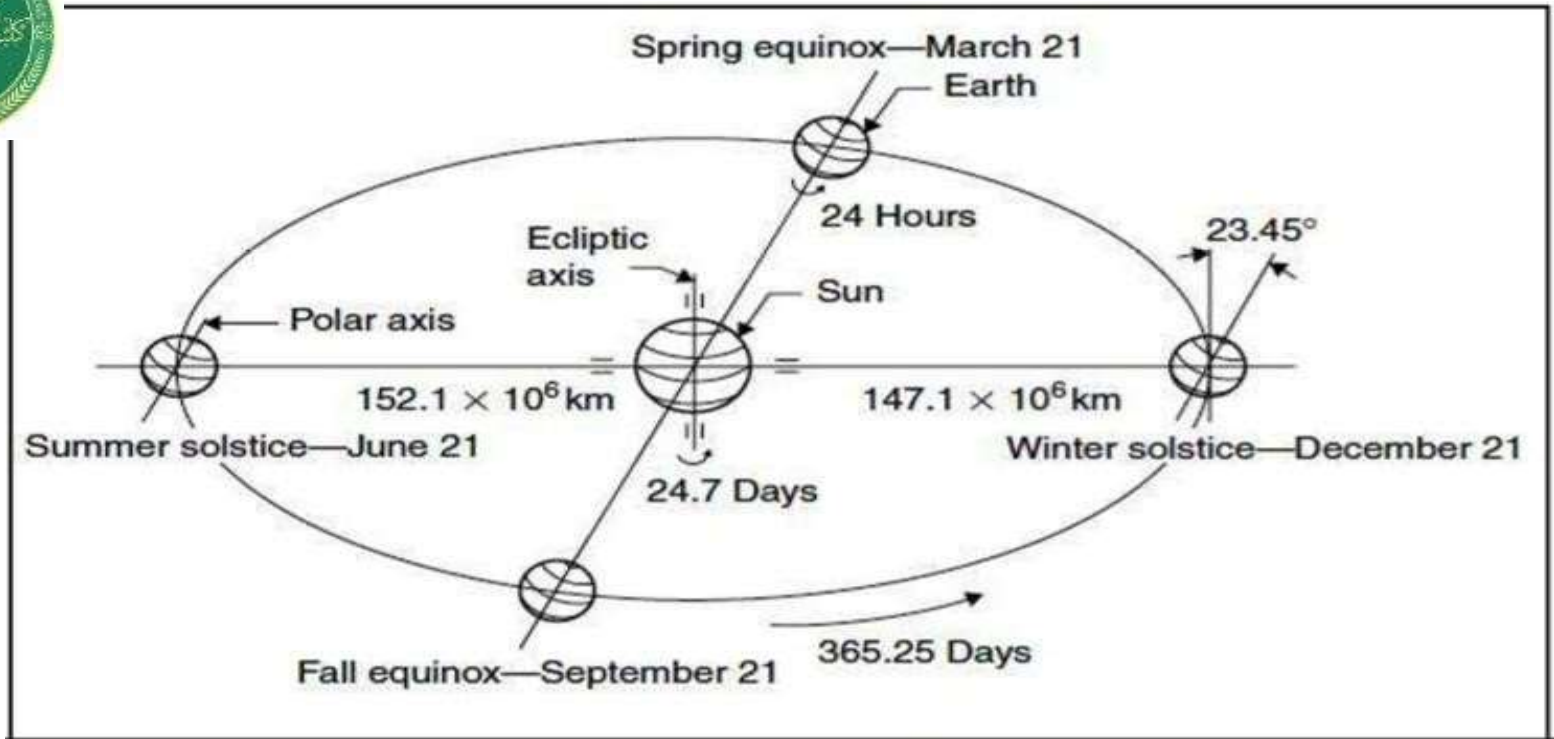 Spring equinox—March 21
Earth
24 Hours
23.45°
Ecliptic
axis
Sun
Polar axis
152.1 × 10⁶ km
147.1 × 10⁶ km
Summer solstice—June 21
Winter solstice—December 21
24.7 Days
365.25 Days
Fall equinox—September 21